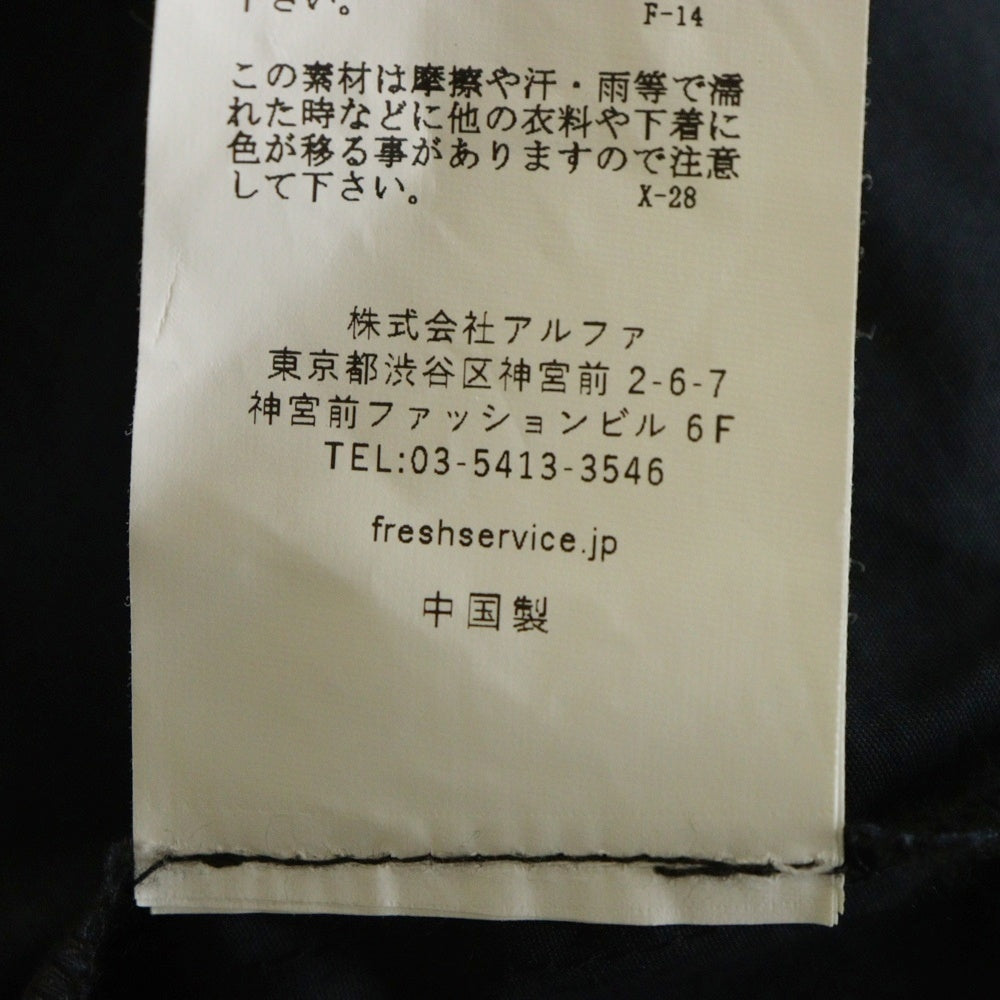 下さい。
F-14
この素材は摩擦や汗・雨等で濡
れた時などに他の衣料や下着に
色が移る事がありますので注意
して下さい。
X-28
株式会社アルファ
東京都渋谷区神宮前 2-6-7
神宮前ファッションビル 6F
TEL:03-5413-3546
freshservice.jp
中国製